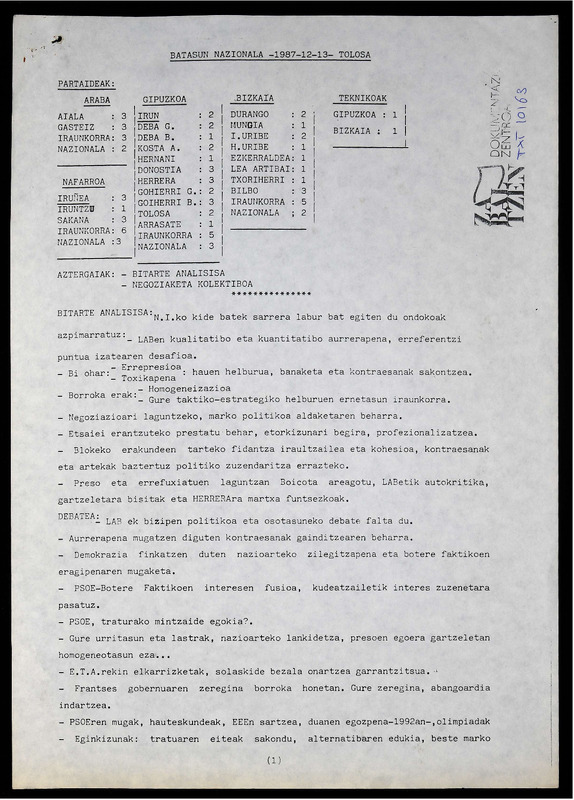 BATASUN NAZIONALA -1987-12-13- TOLOSA
PARTAIDEAK:
ARABA
AIALA : 3
GASTEIZ : 3
IRAUNKORRA: 3
NAZIONALA : 2
NAFARROA
IRUÑEA : 3
IRUNTZU : 1
SAKANA : 3
IRAUNKORRA: 6
NAZIONALA :3
GIPUZKOA
IRUN : 2
DEBA G. : 2
DEBA B. : 1
KOSTA A. : 2
HERNANI : 1
DONOSTIA : 3
HERRERA : 3
GOHIERRI G.: 2
GOIHERRI B.: 3
TOLOSA : 2
ARRASATE : 1
IRAUNKORRA : 5
NAZIONALA : 3
BIZKAIA
DURANGO : 2
MUNGIA : 1
I.URIBE : 2
H.URIBE : 1
EZKERRALDEA: 1
LEA ARTIBAI: 1
TXORIHERRI : 1
BILBO : 3
IRAUNKORRA : 5
NAZIONALA ; 2
TEKNIKOAK
GIPUZKOA : 1
BIZKAIA ; 1
DOKUMENTAZI
ZENTROA
TXT 10163
AZTERGAIAK: - BITARTE ANALISISA
- NEGOZIAKETA KOLEKTIBOA
***************
BITARTE ANALISISA: N.I.ko kide batek sarrera labur bat egiten du ondokoak
azpimarratuz: - LABen kualitatibo eta kuantitatibo aurrerapena, erreferentzi
puntua izatearen desafioa.
- Bi ohar: - Errepresioa
- Toxikapena : hauen helburua, banaketa eta kontraesanak sakontzea.
- Borroka erak: - Homogeneizazioa
- Gure taktiko-estrategiko helburuen ernetasun iraunkorra.
- Negoziazioari laguntzeko, marko politikoa aldaketaren beharra.
- Etsaiei erantzuteko prestatu behar, etorkizunari begira, profezionalizatzea.
- Blokeko erakundeen tarteko fidantza iraultzailea eta kohesioa, kontraesanak
eta artekak baztertuz politiko zuzendaritza errazteko.
- Preso eta errefuxiatuen laguntzan Boicota areagotu, LABetik autokritika,
gartzeletara bisitak eta HERRERAra martxa funtsezkoak.
DEBATEA: - LAB ek bizipen politikoa eta osotasuneko debate falta du.
- Aurrerapena mugatzen diguten kontraesanak gainditzearen beharra.
- Demokrazia finkatzen duten nazioarteko zilegitzapena eta botere faktikoen
eragipenaren mugaketa.
- PSOE-Botere Faktikoen interesen fusioa, kudeatzailetik interes zuzenetara
pasatuz.
- PSOE, traturako mintzaide egokia?.
- Gure urritasun eta lastrak, nazioarteko lankidetza, presoen egoera gartzeletan
homogeneotasun eza...
- E.T.A.rekin elkarrizketak, solaskide bezala onartzea garrantzitsua.
- Frantses gobernuaren zeregina borroka honetan. Gure zeregina, abangoardia
indartzea.
- PSOEren mugak, hauteskundeak, EEEn sartzea, duanen egozpena-1992an-,olimpiadak
- Eginkizunak: tratuaren eiteak sakondu, alternatibaren edukia, beste marko
(1)